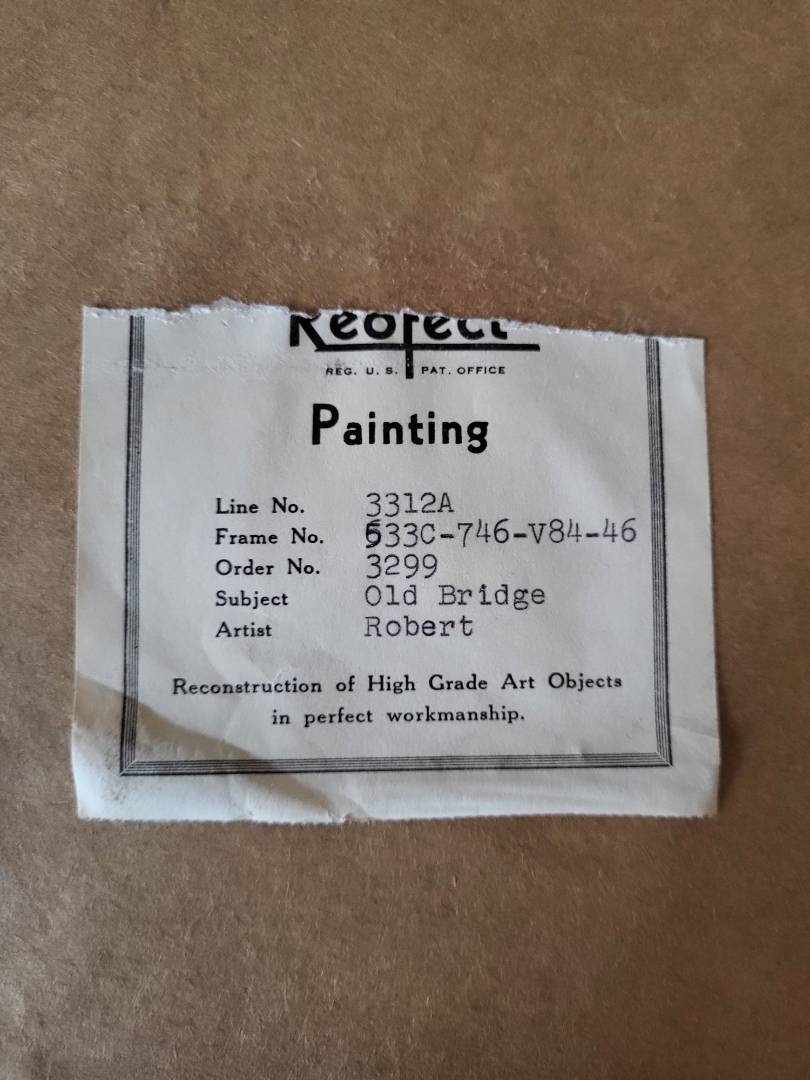 Reofect
REG. U. S. PAT. OFFICE
Painting
Line No. 3312A
Frame No. 533C-746-V84-46
Order No. 3299
Subject Old Bridge
Artist Robert
Reconstruction of High Grade Art Objects
in perfect workmanship.